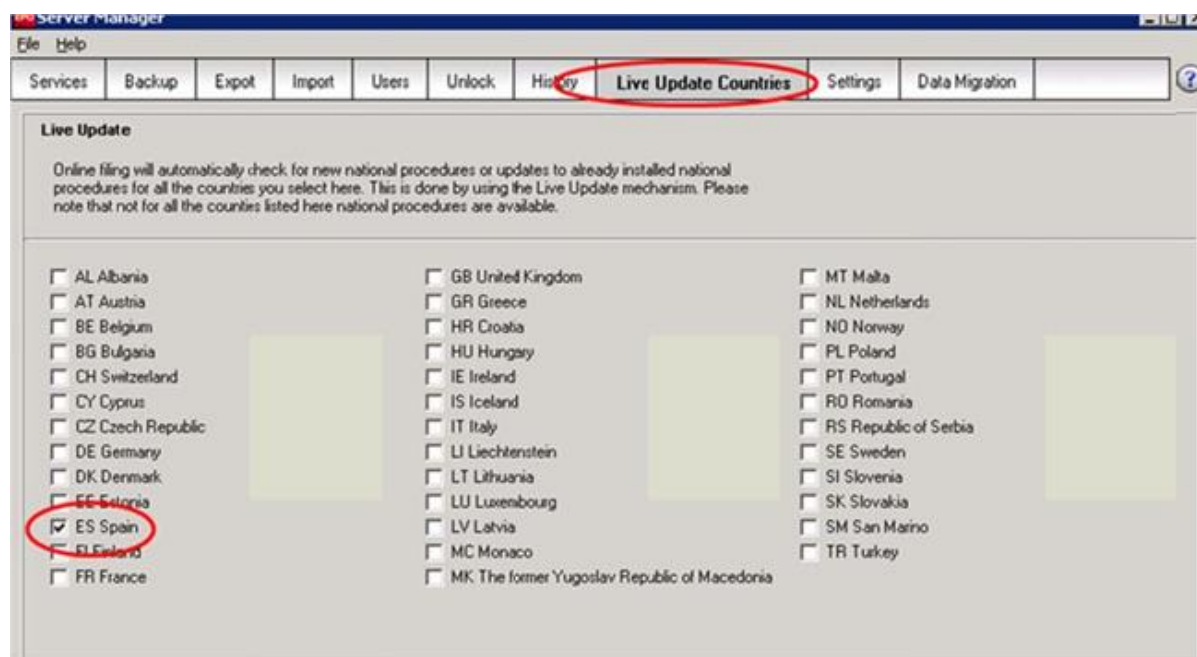 Server Manager
File Help
Services Backup Expot Import Users Unlock History Live Update Countries Settings Data Migration ?
Live Update
Online filing will automatically check for new national procedures or updates to already installed national
procedures for all the countries you select here. This is done by using the Live Update mechanism. Please
note that not for all the counties listed here national procedures are available.
AL Albania
AT Austria
BE Belgium
BG Bulgaria
CH Switzerland
CY Cyprus
CZ Czech Republic
DE Germany
DK Denmark
EE Estonia
ES Spain
FI Finland
FR France
GB United Kingdom
GR Greece
HR Croatia
HU Hungary
IE Ireland
IS Iceland
IT Italy
LI Liechtenstein
LT Lithuania
LU Luxembourg
LV Latvia
MC Monaco
MK The former Yugoslav Republic of Macedonia
MT Malta
NL Netherlands
NO Norway
PL Poland
PT Portugal
RO Romania
RS Republic of Serbia
SE Sweden
SI Slovenia
SK Slovakia
SM San Marino
TR Turkey